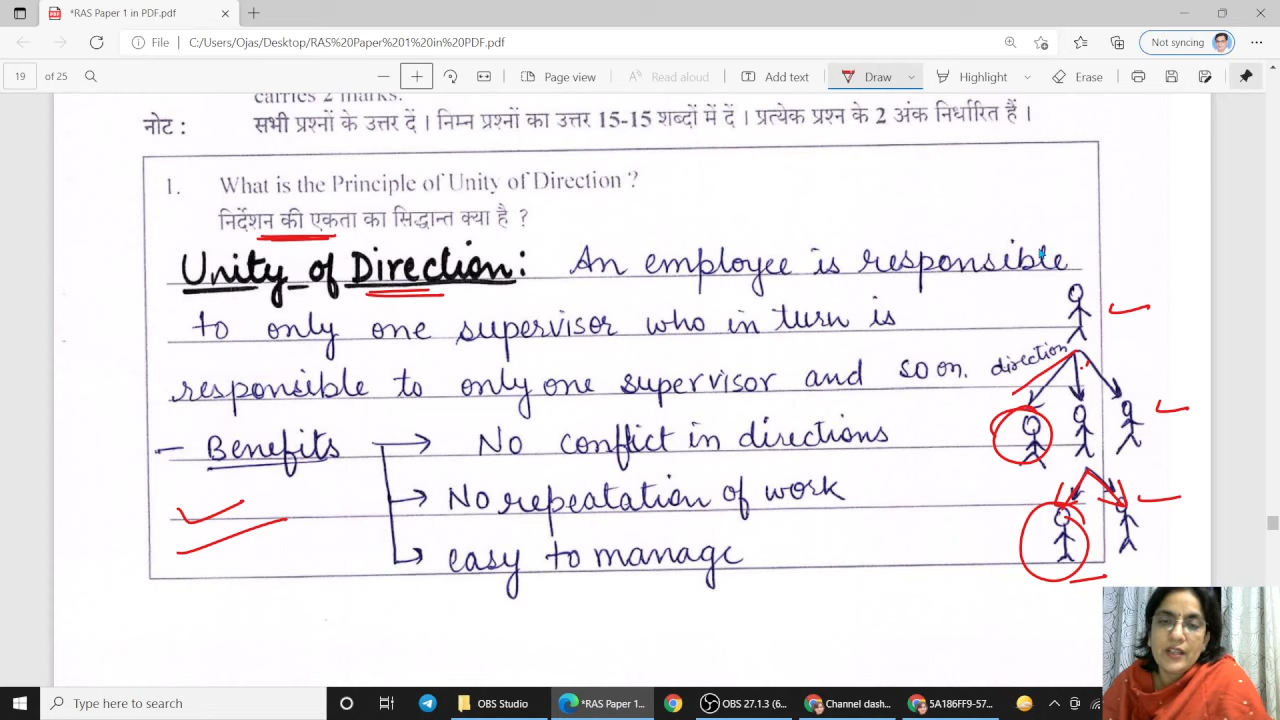 *RAS Paper 1 in PDF.pdf
File C:/Users/Ojas/Desktop/RAS%20Paper%201%20in%20PDF.pdf Not syncing
19 of 25 Page view Read aloud Add text Draw Highlight Erase
carries 2 marks.
नोट : सभी प्रश्नों के उत्तर दें । निम्न प्रश्नों का उत्तर 15-15 शब्दों में दें । प्रत्येक प्रश्न के 2 अंक निर्धारित हैं ।
1. What is the Principle of Unity of Direction ?
निर्देशन की एकता का सिद्धान्त क्या है ?
Unity of Direction: An employee is responsible
to only one supervisor who in turn is
responsible to only one supervisor and so on. direction
- Benefits → No conflict in directions
→ No repeatation of work
→ easy to manage
Type here to search OBS Studio *RAS Paper 1... OBS 27.1.3 (6... Channel dash... 5A186FF9-57...